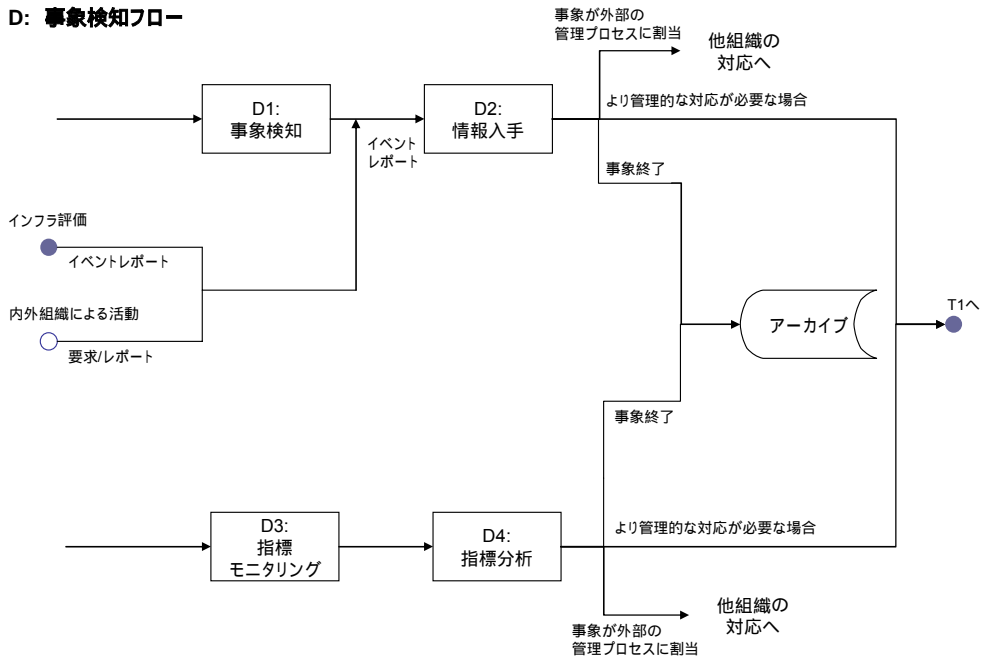 D: 事象検知フロー
事象が外部の
管理プロセスに割当
他組織の
対応へ
D1:
事象検知
イベント
レポート
D2:
情報入手
より管理的な対応が必要な場合
事象終了
インフラ評価
イベントレポート
内外組織による活動
要求/レポート
アーカイブ
T1へ
事象終了
D3:
指標
モニタリング
D4:
指標分析
より管理的な対応が必要な場合
他組織の
対応へ
事象が外部の
管理プロセスに割当